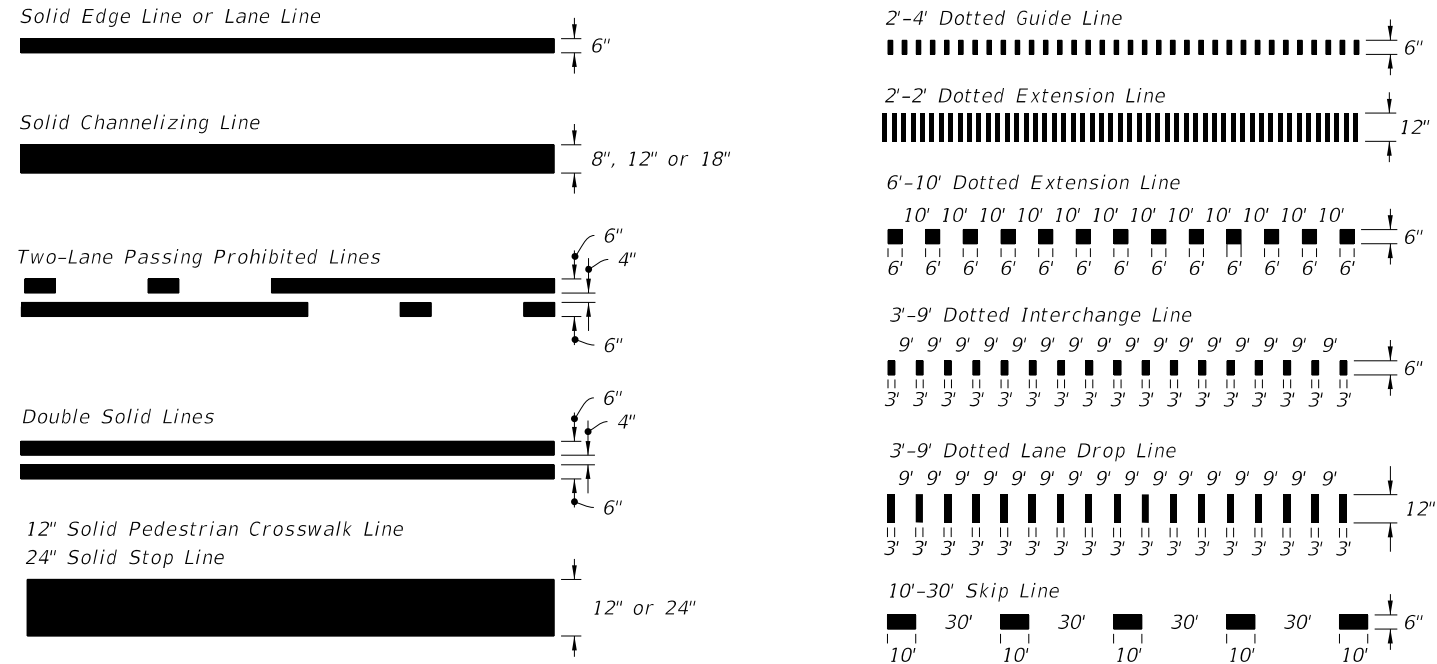 Solid Edge Line or Lane Line
6"
Solid Channelizing Line
8", 12" or 18"
Two-Lane Passing Prohibited Lines
6"
4"
6"
Double Solid Lines
6"
4"
6"
12" Solid Pedestrian Crosswalk Line
24" Solid Stop Line
12" or 24"
2'-4' Dotted Guide Line
6"
2'-2' Dotted Extension Line
12"
6'-10' Dotted Extension Line
10' 10' 10' 10' 10' 10' 10' 10' 10' 10' 10' 10'
6"
6' 6' 6' 6' 6' 6' 6' 6' 6' 6' 6' 6' 6'
3'-9' Dotted Interchange Line
9' 9' 9' 9' 9' 9' 9' 9' 9' 9' 9' 9' 9' 9' 9' 9'
6"
3' 3' 3' 3' 3' 3' 3' 3' 3' 3' 3' 3' 3' 3' 3' 3' 3'
3'-9' Dotted Lane Drop Line
9' 9' 9' 9' 9' 9' 9' 9' 9' 9' 9' 9' 9' 9' 9' 9'
12"
3' 3' 3' 3' 3' 3' 3' 3' 3' 3' 3' 3' 3' 3' 3' 3' 3'
10'-30' Skip Line
30' 30' 30' 30'
6"
10' 10' 10' 10' 10'